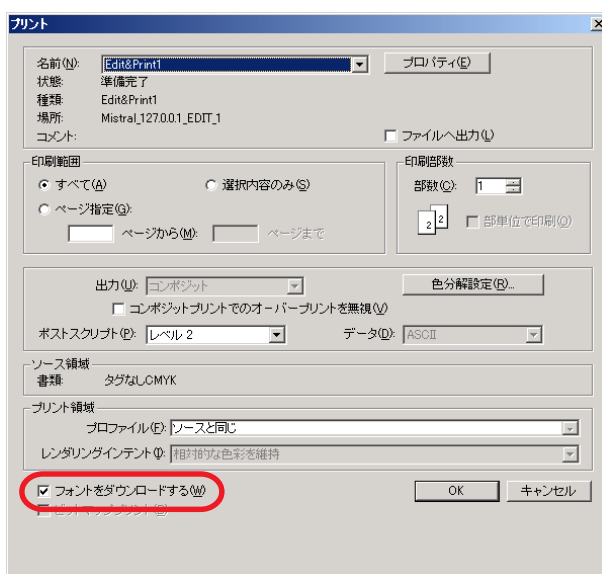 プリント
名前(N): Edit&Print1 プロパティ(E)
状態: 準備完了
種類: Edit&Print1
場所: Mistral_127.0.0.1_EDIT_1
コメント: ファイルへ出力(L)
印刷範囲
すべて(A) 選択内容のみ(S)
ページ指定(G):
ページから(M): ページまで
印刷部数
部数(C): 1
2 2 部単位で印刷(O)
出力(U): コンポジット 色分解設定(R)...
コンポジットプリントでのオーバープリントを無視(V)
ポストスクリプト(P): レベル 2 データ(D): ASCII
ソース領域
書類: タグなしCMYK
プリント領域
プロファイル(F): ソースと同じ
レンダリングインテント(I): 相対的な色彩を維持
フォントをダウンロードする(W) OK キャンセル